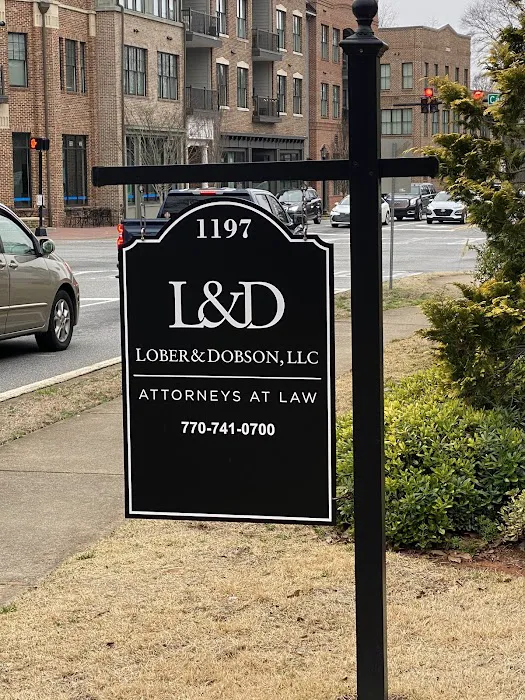 1197
L&D
LOBER & DOBSON, LLC
ATTORNEYS AT LAW
770-741-0700